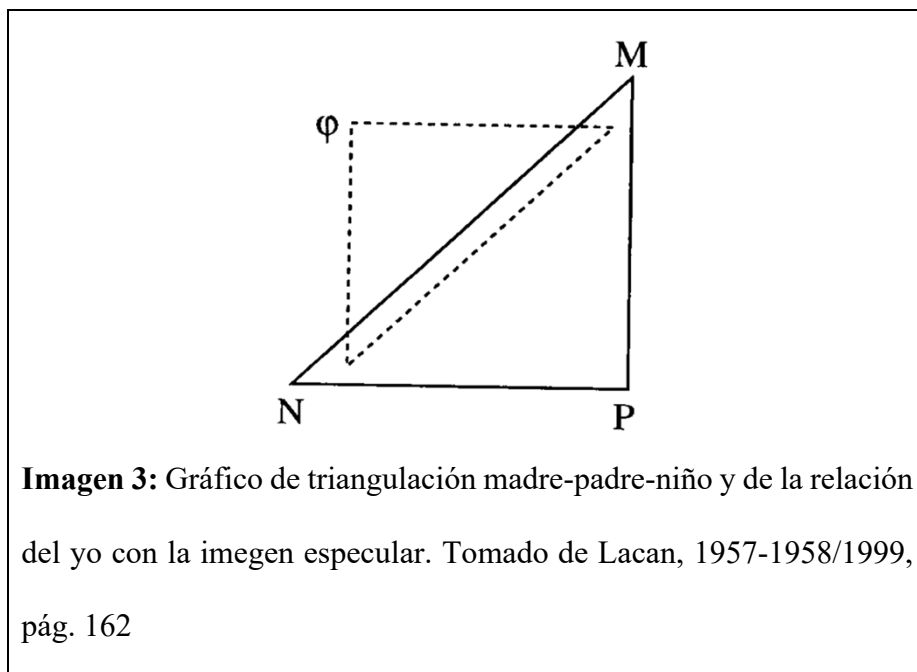 M
φ
N
P
Imagen 3: Gráfico de triangulación madre-padre-niño y de la relación
del yo con la imegen especular. Tomado de Lacan, 1957-1958/1999,
pág. 162